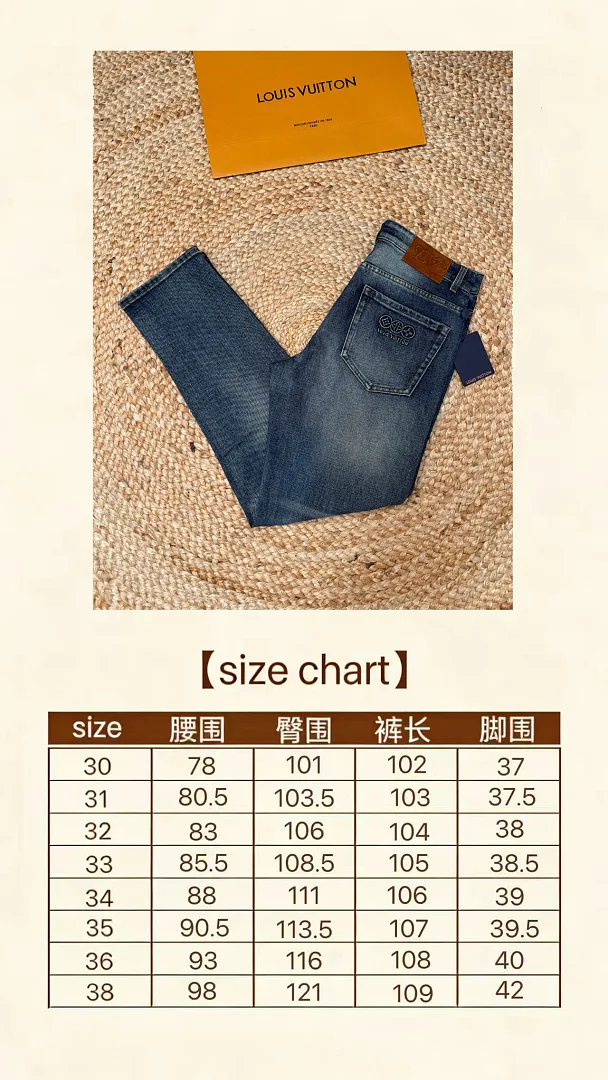 LOUIS VUITTON
LOUIS VUITTON
【size chart】
size 腰围 臀围 裤长 脚围
30 78 101 102 37
31 80.5 103.5 103 37.5
32 83 106 104 38
33 85.5 108.5 105 38.5
34 88 111 106 39
35 90.5 113.5 107 39.5
36 93 116 108 40
38 98 121 109 42